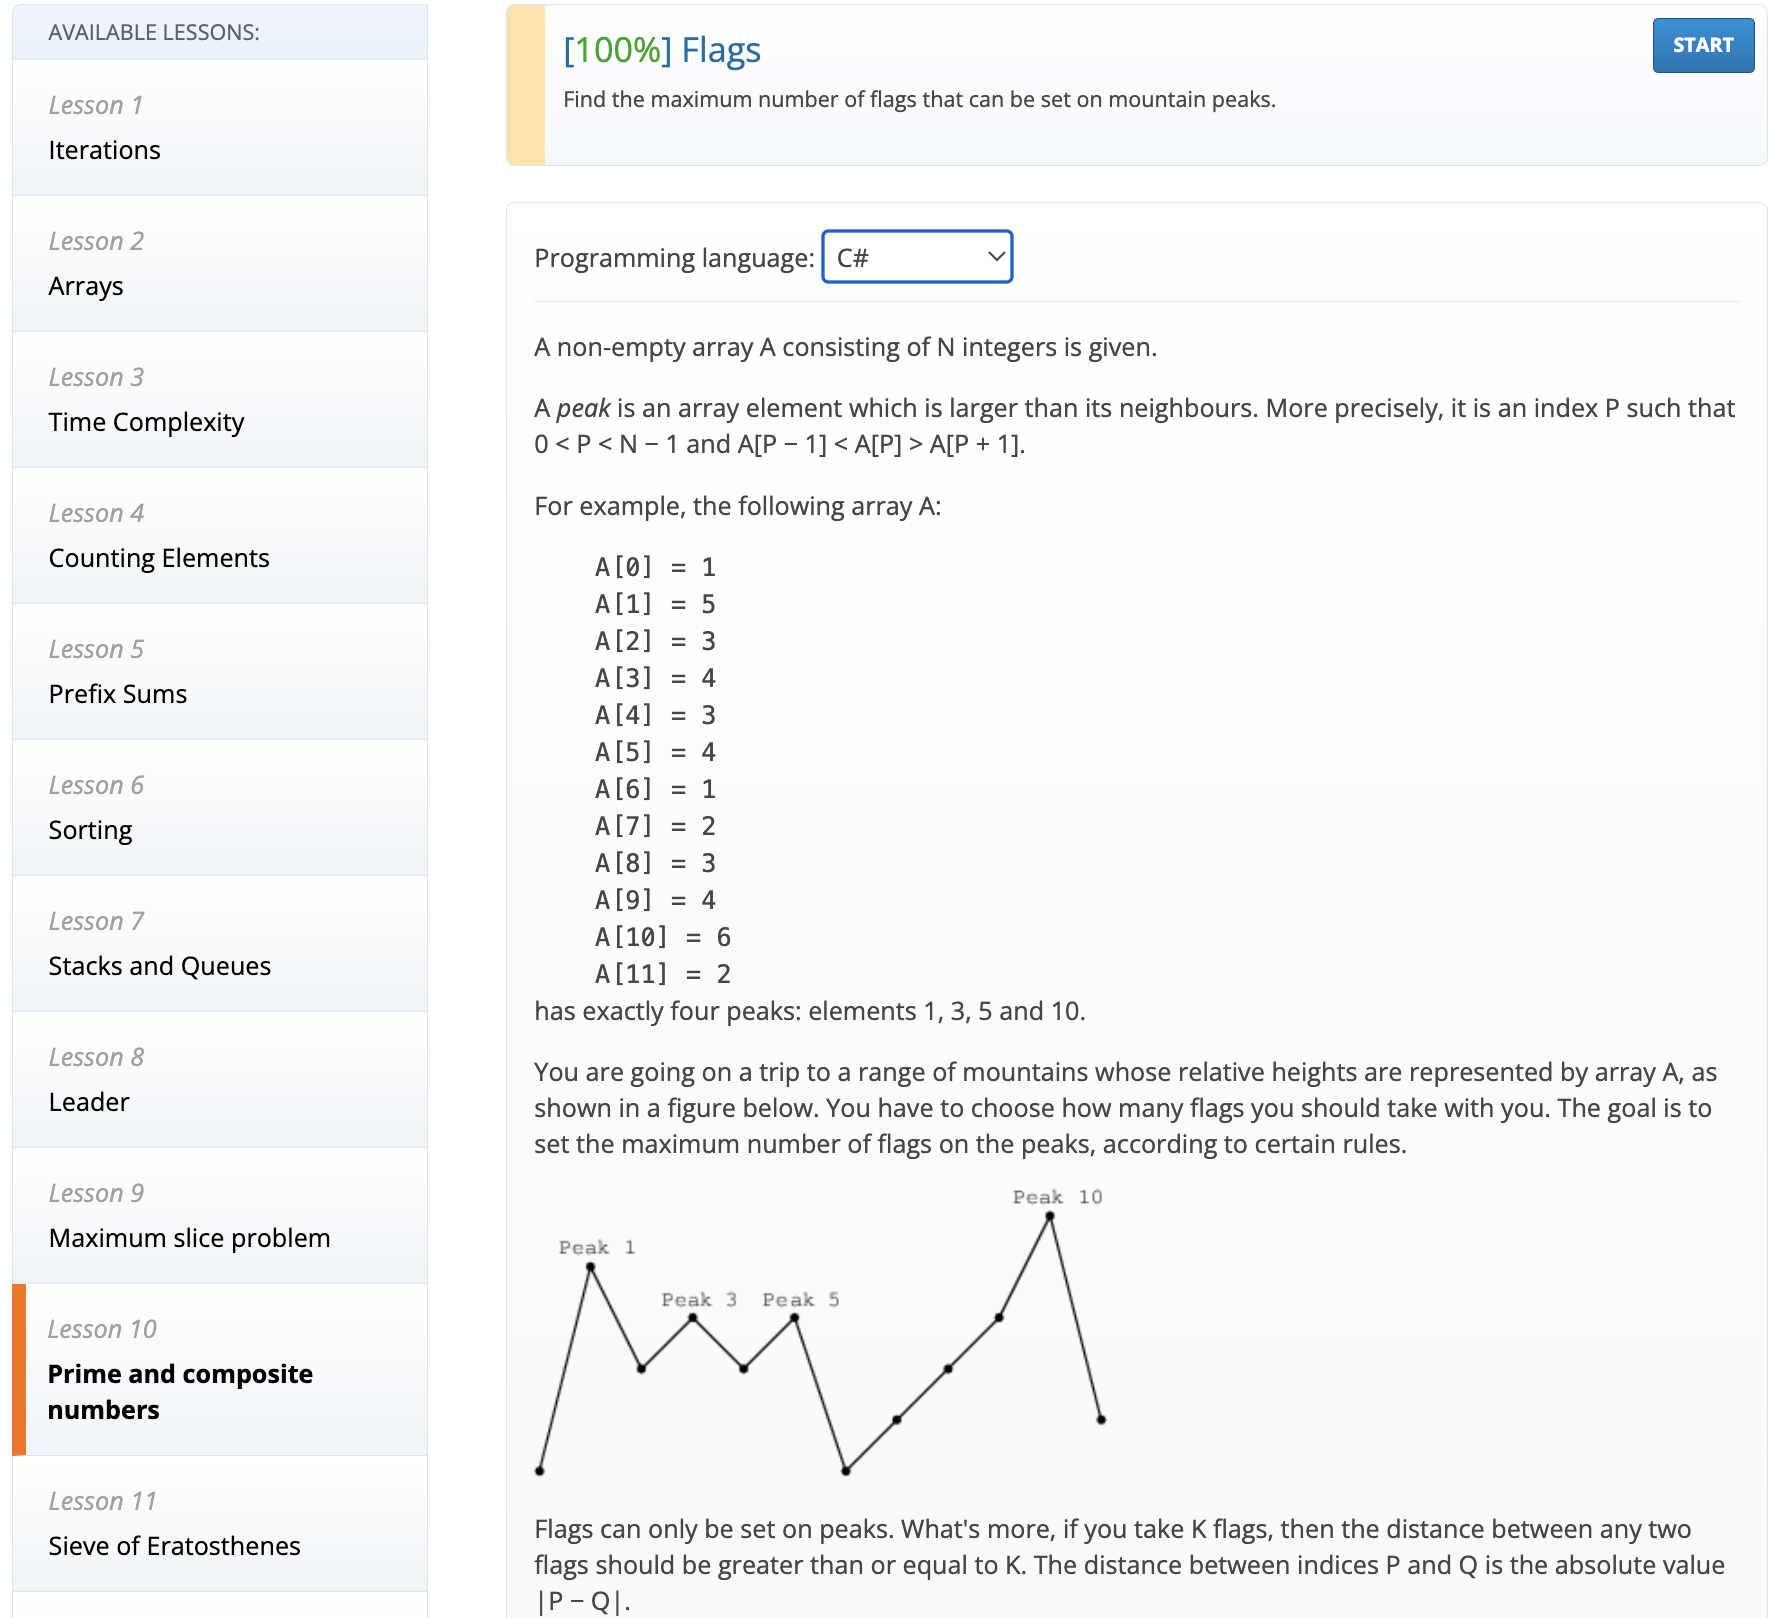 AVAILABLE LESSONS:
Lesson 1
Iterations
Lesson 2
Arrays
Lesson 3
Time Complexity
Lesson 4
Counting Elements
Lesson 5
Prefix Sums
Lesson 6
Sorting
Lesson 7
Stacks and Queues
Lesson 8
Leader
Lesson 9
Maximum slice problem
Lesson 10
Prime and composite
numbers
Lesson 11
Sieve of Eratosthenes
[100%] Flags
START
Find the maximum number of flags that can be set on mountain peaks.
Programming language: C#
A non-empty array A consisting of N integers is given.
A peak is an array element which is larger than its neighbours. More precisely, it is an index P such that
0 < P < N − 1 and A[P − 1] < A[P] > A[P + 1].
For example, the following array A:
A[0] = 1
A[1] = 5
A[2] = 3
A[3] = 4
A[4] = 3
A[5] = 4
A[6] = 1
A[7] = 2
A[8] = 3
A[9] = 4
A[10] = 6
A[11] = 2
has exactly four peaks: elements 1, 3, 5 and 10.
You are going on a trip to a range of mountains whose relative heights are represented by array A, as
shown in a figure below. You have to choose how many flags you should take with you. The goal is to
set the maximum number of flags on the peaks, according to certain rules.
Peak 10
Peak 1
Peak 3 Peak 5
Flags can only be set on peaks. What's more, if you take K flags, then the distance between any two
flags should be greater than or equal to K. The distance between indices P and Q is the absolute value
|P − Q|.